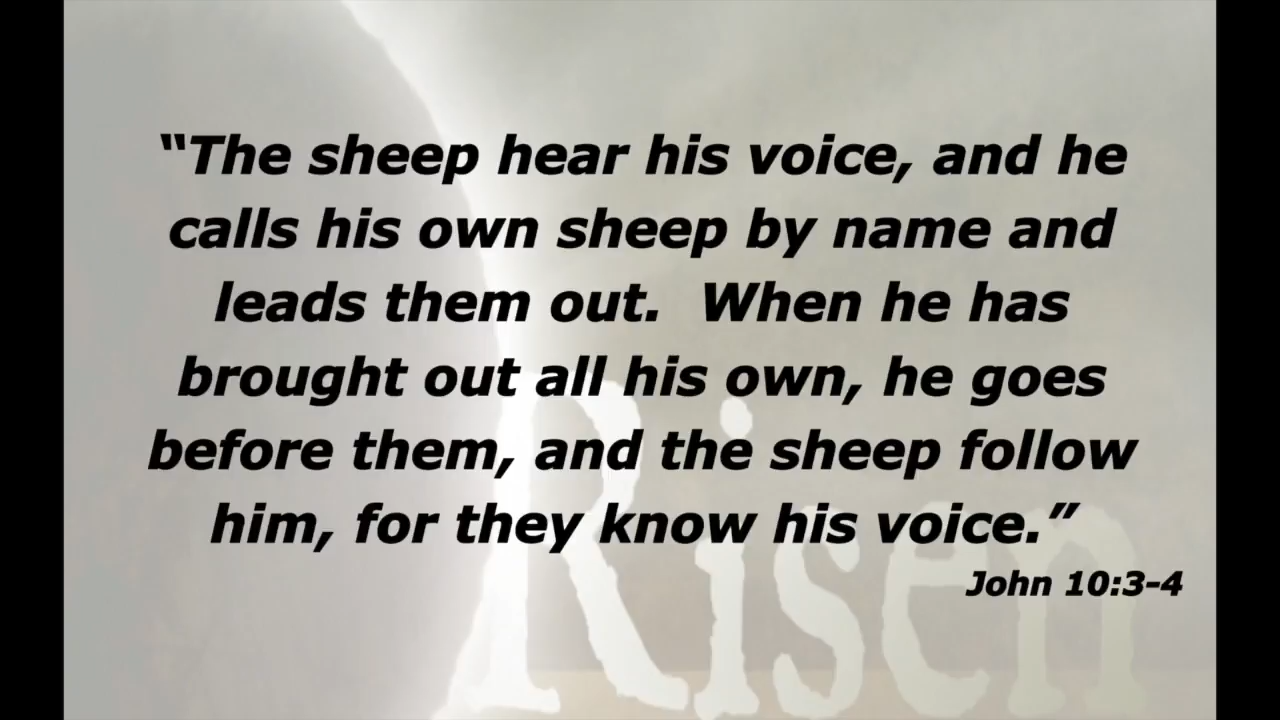 “The sheep hear his voice, and he
calls his own sheep by name and
leads them out.  When he has
brought out all his own, he goes
before them, and the sheep follow
him, for they know his voice.”
John 10:3-4
Risen